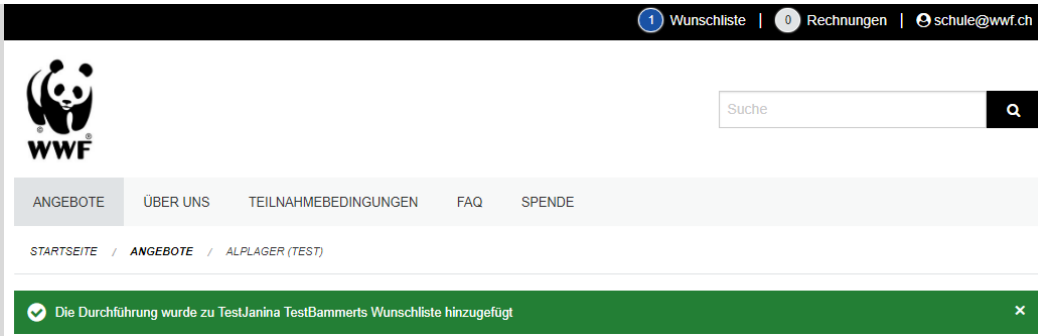 1 Wunschliste | 0 Rechnungen | schule@wwf.ch
WWF
Suche
ANGEBOTE ÜBER UNS TEILNAHMEBEDINGUNGEN FAQ SPENDE
STARTSEITE / ANGEBOTE / ALPLAGER (TEST)
Die Durchführung wurde zu TestJanina TestBammerts Wunschliste hinzugefügt ×